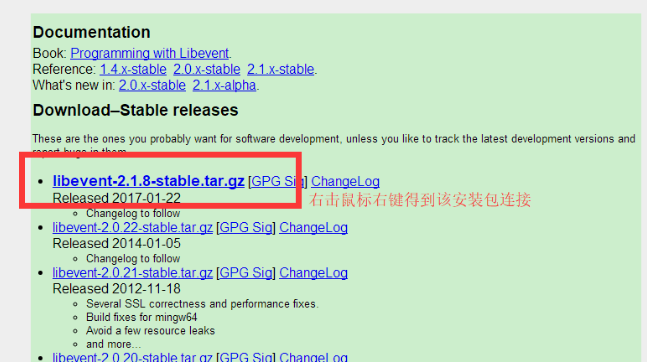 Documentation
Book: Programming with Libevent.
Reference: 1.4.x-stable 2.0.x-stable 2.1.x-stable.
What's new in: 2.0.x-stable 2.1.x-alpha.
Download–Stable releases
These are the ones you probably want for software development, unless you like to track the latest development versions and
report bugs in them.
libevent-2.1.8-stable.tar.gz [GPG Sig] ChangeLog
Released 2017-01-22
右击鼠标右键得到该安装包连接
Changelog to follow
libevent-2.0.22-stable.tar.gz [GPG Sig] ChangeLog
Released 2014-01-05
Changelog to follow
libevent-2.0.21-stable.tar.gz [GPG Sig] ChangeLog
Released 2012-11-18
Several SSL correctness and performance fixes.
Build fixes for mingw64
Avoid a few resource leaks
and more...
libevent-2.0.20-stable.tar.gz [GPG Sig] ChangeLog